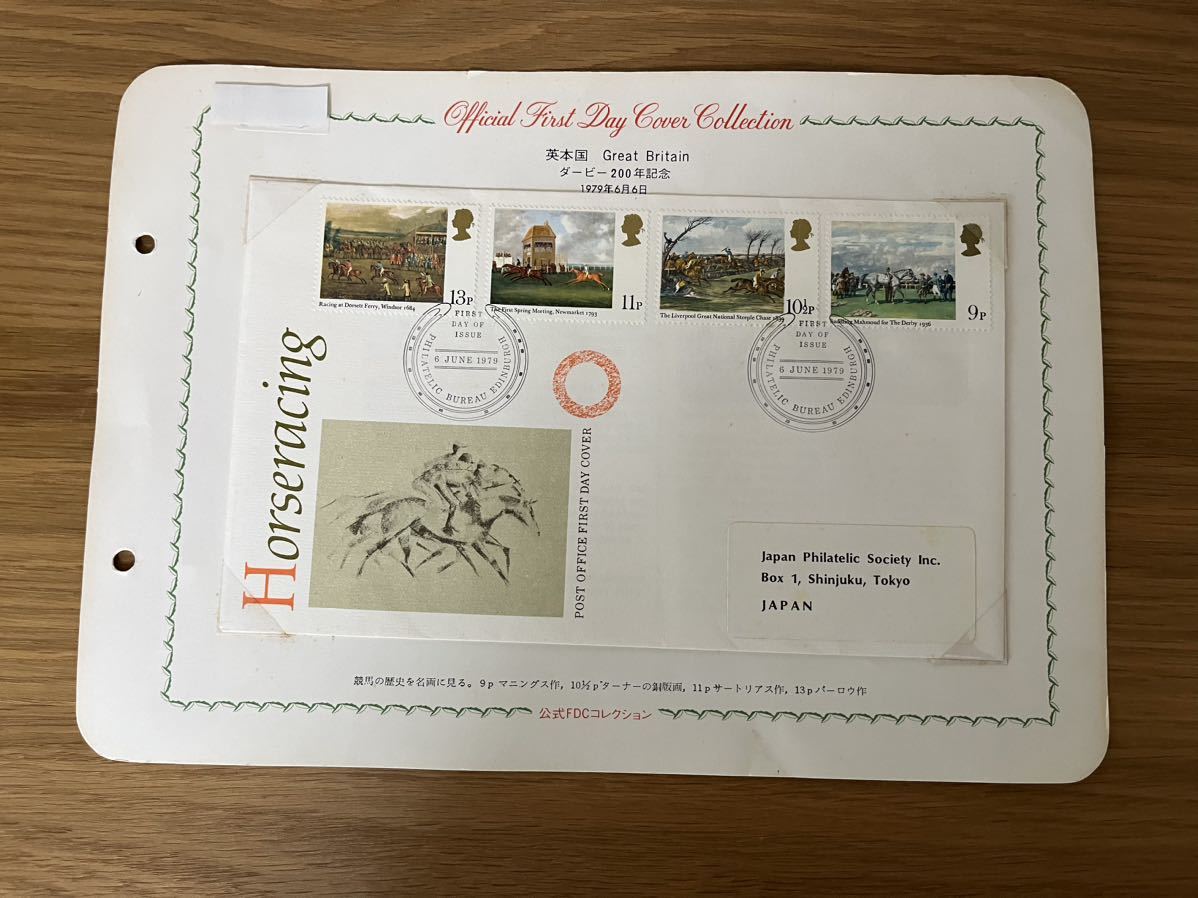 Official First Day Cover Collection
英本国 Great Britain
ダービー200年記念
1979年6月6日
Racing at Dorsett Ferry, Windsor 1684
13P
The First Spring Meeting, Newmarket 1793
11P
The Liverpool Great National Steeple Chase 1839
10½P
Mahmoud for The Derby 1936
9P
FIRST
DAY OF
ISSUE
6 JUNE 1979
PHILATELIC BUREAU EDINBURGH
FIRST
DAY OF
ISSUE
6 JUNE 1979
PHILATELIC BUREAU EDINBURGH
Horseracing
POST OFFICE FIRST DAY COVER
Japan Philatelic Society Inc.
Box 1, Shinjuku, Tokyo
JAPAN
競馬の歴史を名画に見る。9p マニングス作, 10½p ターナーの銅版画, 11p サートリアス作, 13p バーロウ作
公式FDCコレクション